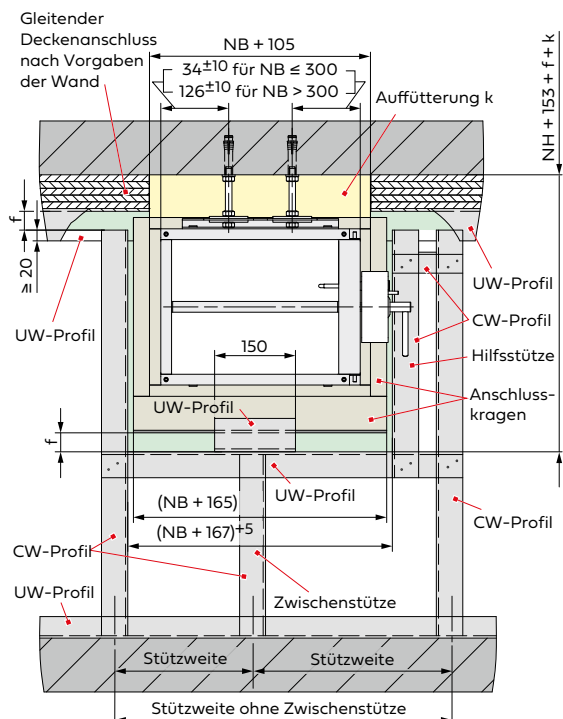 Gleitender
Deckenanschluss
nach Vorgaben
der Wand
NB + 105
34±10 für NB ≤ 300
126±10 für NB > 300
Auffütterung k
NH + 153 + f + k
f
≥ 20
UW-Profil
UW-Profil
CW-Profil
Hilfsstütze
150
Anschluss-
kragen
UW-Profil
f
UW-Profil
(NB + 165)
(NB + 167)+5
CW-Profil
CW-Profil
UW-Profil
Zwischenstütze
Stützweite
Stützweite
Stützweite ohne Zwischenstütze